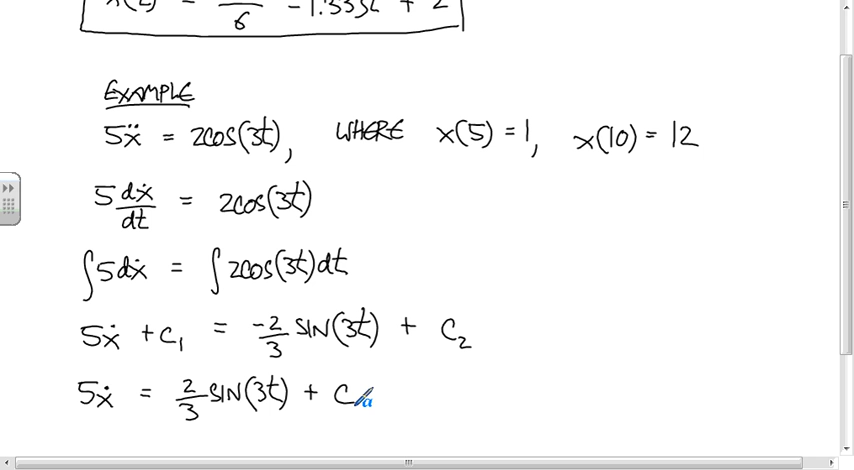 EXAMPLE
5ẍ = 2cos(3t), WHERE x(5) = 1, x(10) = 12
5 dẋ/dt = 2cos(3t)
∫5dẋ = ∫2cos(3t)dt
5ẋ + C₁ = -2/3 SIN(3t) + C₂
5ẋ = 2/3 SIN(3t) + C